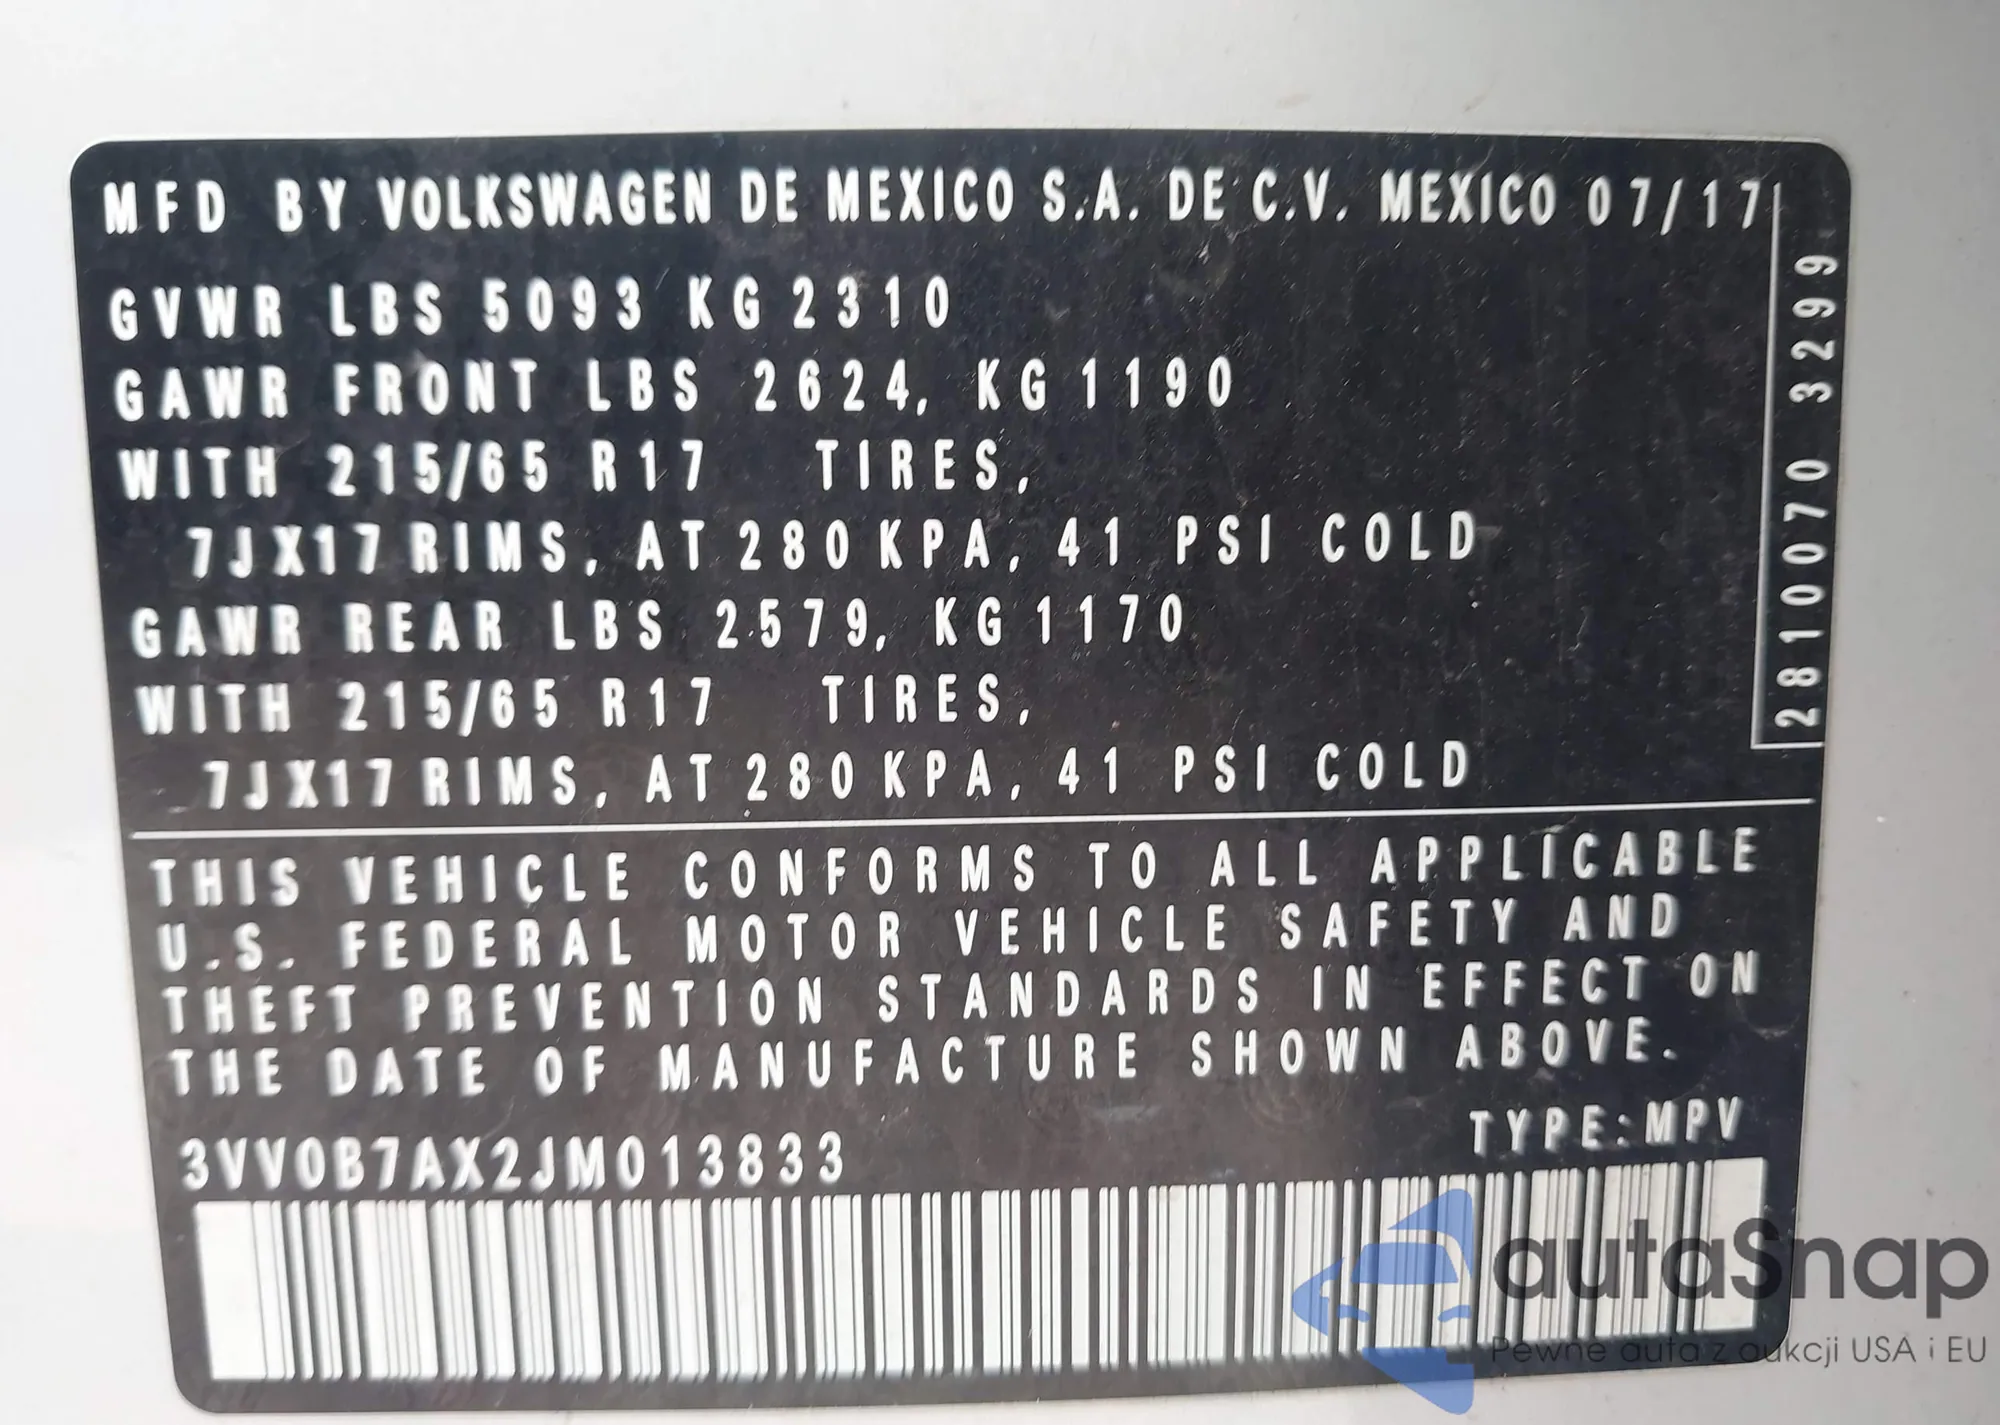 MFD BY VOLKSWAGEN DE MEXICO S.A. DE C.V. MEXICO 07/17
GVWR LBS 5093 KG 2310
GAWR FRONT LBS 2624, KG 1190
WITH 215/65 R17 TIRES,
7JX17 RIMS, AT 280 KPA, 41 PSI COLD
GAWR REAR LBS 2579, KG 1170
WITH 215/65 R17 TIRES,
7JX17 RIMS, AT 280 KPA, 41 PSI COLD
2810070 3299
THIS VEHICLE CONFORMS TO ALL APPLICABLE
U.S. FEDERAL MOTOR VEHICLE SAFETY AND
THEFT PREVENTION STANDARDS IN EFFECT ON
THE DATE OF MANUFACTURE SHOWN ABOVE.
TYPE:MPV
3VV0B7AX2JM013833
autaSnap
Pewne auta z aukcji USA i EU